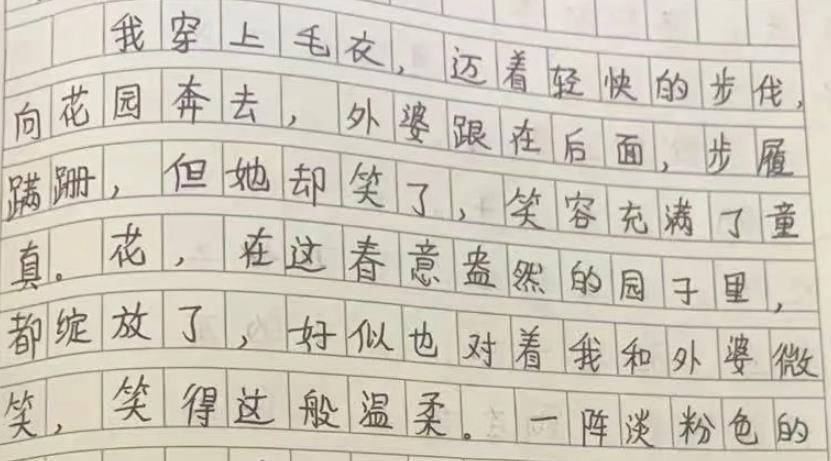 我穿上毛衣，迈着轻快的步伐，
向花园奔去，外婆跟在后面，步履
蹒跚，但她却笑了，笑容充满了童
真。花，在这春意盎然的园子里，
都绽放了，好似也对着我和外婆微
笑，笑得这般温柔。一阵淡粉色的